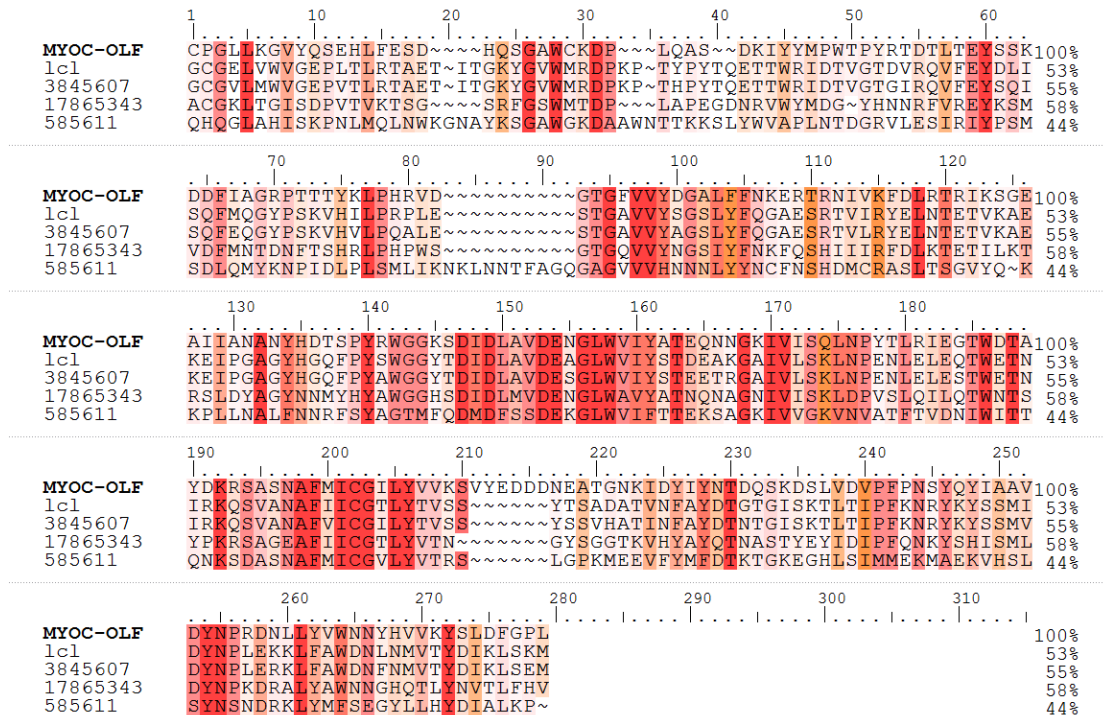 1 10 20 30 40 50 60
MYOC-OLF CPGLLKGVYQSEHLFESD~~~~HQSGAWCKDP~~~LQAS~~DKIYYMPWTPYRTDTLTEYSSK 100%
lcl GCGELVWVGEPLTLRTAET~ITGKYGVWMRDPKP~TYPYTQETTWRIDTVGTDVRQVFEYDLI 53%
3845607 GCGVLMWVGEPVTLRTAET~ITGKYGVWMRDPKP~THPYTQETTWRIDTVGTGIRQVFEYSQI 55%
17865343 ACGKLTGISDPVTVKTSG~~~~SRFGSWMTDP~~~LAPEGDNRVWYMDG~YHNNRFVREYKSM 58%
585611 QHQGLAHISKPNLMQLNWKGNAYKSGAWGKDAAWNTTKKSLYWVAPLNTDGRVLESIRIYPSM 44%
70 80 90 100 110 120
MYOC-OLF DDFIAGRPTTTYKLPHRVD~~~~~~~~~~GTGFVVYDGALFFNKERTRNIVKFDLRTRIKSGE 100%
lcl SQFMQGYPSKVHILPRPLE~~~~~~~~~~STGAVVYSGSLYFQGAESRTVIRYELNTETVKAE 53%
3845607 SQFEQGYPSKVHVLPQALE~~~~~~~~~~STGAVVYAGSLYFQGAESRTVLRYELNTETVKAE 55%
17865343 VDFMNTDNFTSHRLPHPWS~~~~~~~~~~GTGQVVYNGSIYFNKFQSHIIIRFDLKTETILKT 58%
585611 SDLQMYKNPIDLPLSMLIKNKLNNTFAGQGAGVVVHNNNLYYNCFNSHDMCRASLTSGVYQ~K 44%
130 140 150 160 170 180
MYOC-OLF AIIANANYHDTSPYRWGGKSDIDLAVDENGLWVIYATEQNNGKIVISQLNPYTLRIEGTWDTA 100%
lcl KEIPGAGYHGQFPYSWGGYTDIDLAVDEAGLWVIYSTDEAKGAIVLSKLNPENLELEQTWETN 53%
3845607 KEIPGAGYHGQFPYAWGGYTDIDLAVDESGLWVIYSTEETRGAIVLSKLNPENLELESTWETN 55%
17865343 RSLDYAGYNNMYHYAWGGHSDIDLMVDESGLWAVYATNQNAGNIVISKLDPVSLQILQTWNTS 58%
585611 KPLLNALFNNRFSYAGTMFQDMDFSSDEKGLWVIFTTEKSAGKIVVGKVNVATFTVDNIWITT 44%
190 200 210 220 230 240 250
MYOC-OLF YDKRSASNAFMICGILYVVKSVYEDDDNEATGNKIDYIYNTDQSKDSLVDVPFPNSYQYIAAV 100%
lcl IRKQSVANAFIICGTLYTVSS~~~~~~YTSADATVNFAYDTGTGISKTLTIPFKNRYKYSSMI 53%
3845607 IRKQSVANAFVICGTLYTVSS~~~~~~YSSVHATINFAYDTNTGISKTLTIPFKNRYKYSSMV 55%
17865343 YPKRSAGEAFIICGTLYVTN~~~~~~~GYSGGTKVHYAYQTNASTYEYIDIPFQNKYSHISML 58%
585611 QNKSDASNAFMICGVLYVTRS~~~~~~LGPKMEEVFYMFDTKTGKEGHLSIMMEKMAEKVHSL 44%
260 270 280 290 300 310
MYOC-OLF DYNPRDNLLYVWNNYHVVKYSLDFGPL 100%
lcl DYNPLEKKLFAWDNLNMVTYDIKLSKM 53%
3845607 DYNPLERKLFAWDNFNMVTYDIKLSEM 55%
17865343 DYNPKDRALYAWNNGHQTLYNVTLFHV 58%
585611 SYNSNDRKLYMFSEGYLLHYDIALKP~ 44%